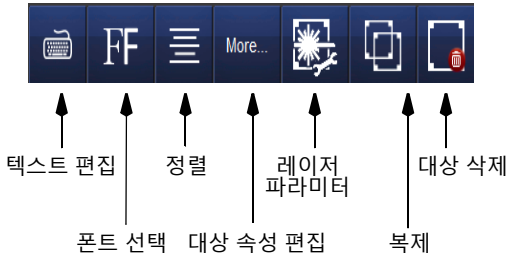 FF
More...
텍스트 편집
정렬
레이저
파라미터
대상 삭제
폰트 선택
대상 속성 편집
복제